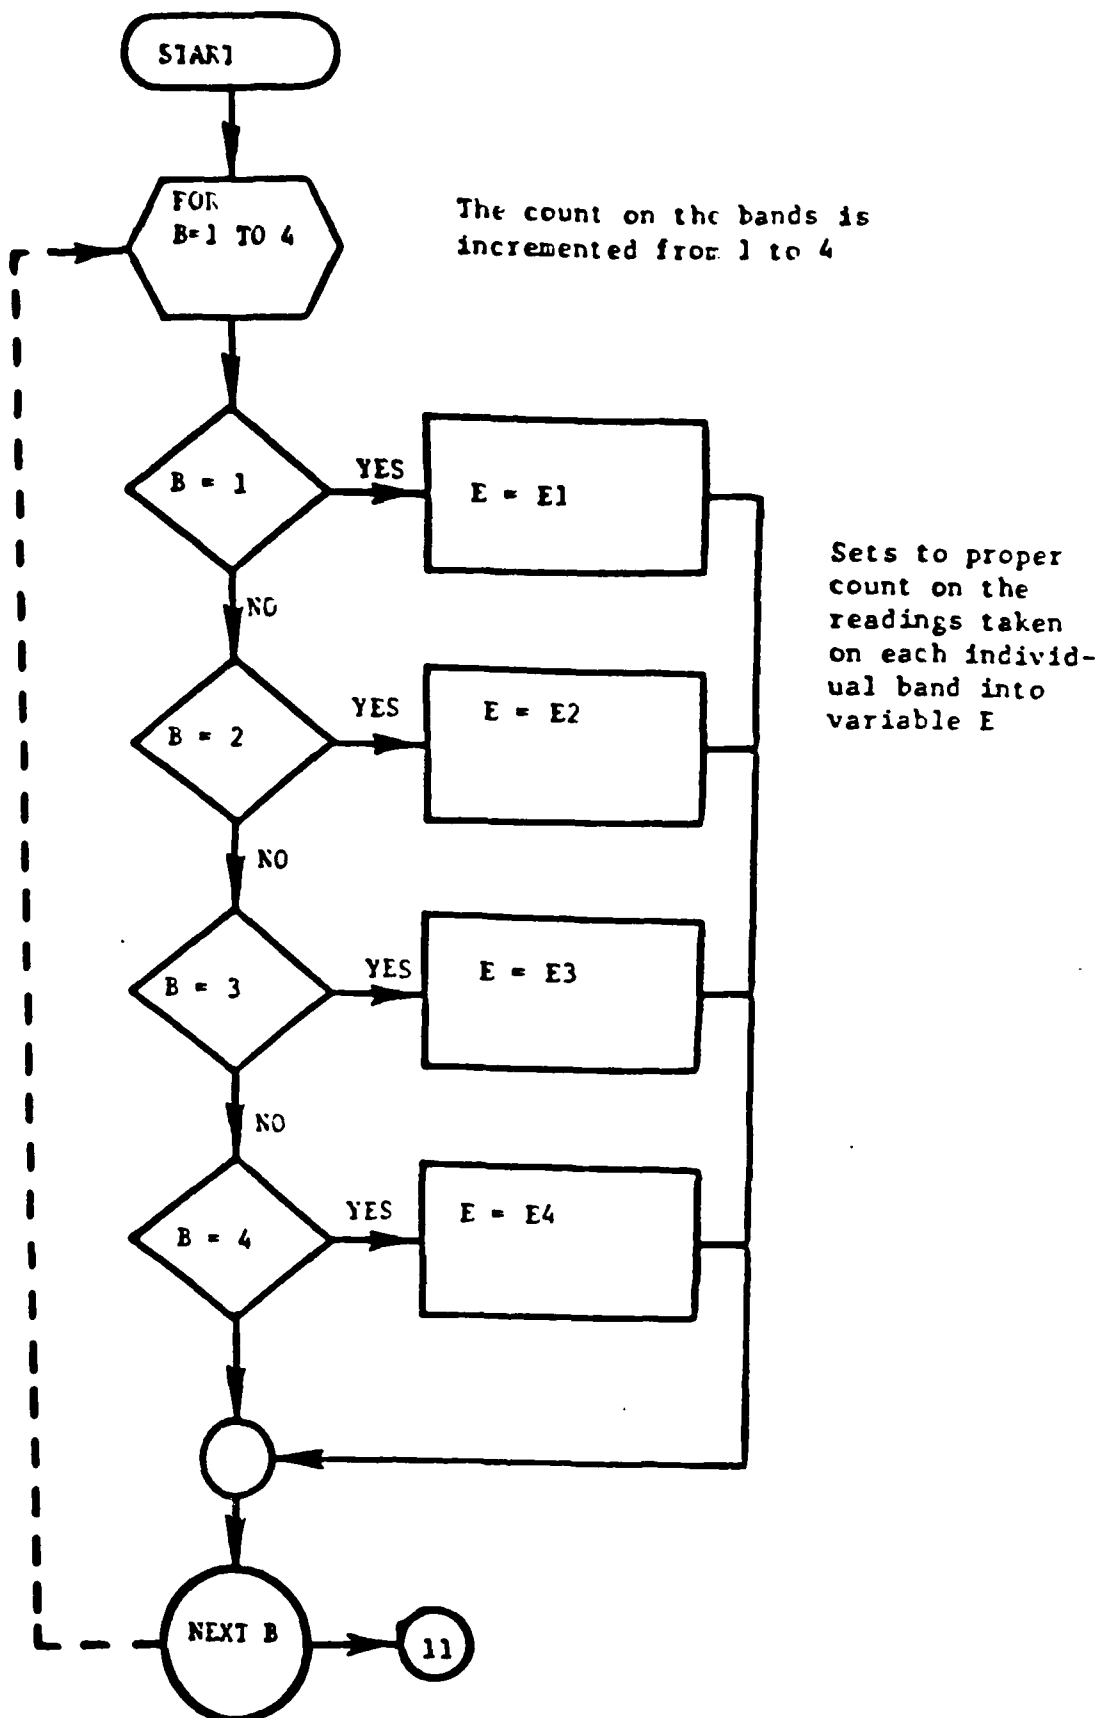 START
FOR
B=1 TO 4
The count on the bands is
incremented from 1 to 4
B = 1
YES
E = E1
NO
Sets to proper
count on the
readings taken
on each individ-
ual band into
variable E
B = 2
YES
E = E2
NO
B = 3
YES
E = E3
NO
B = 4
YES
E = E4
NEXT B
11